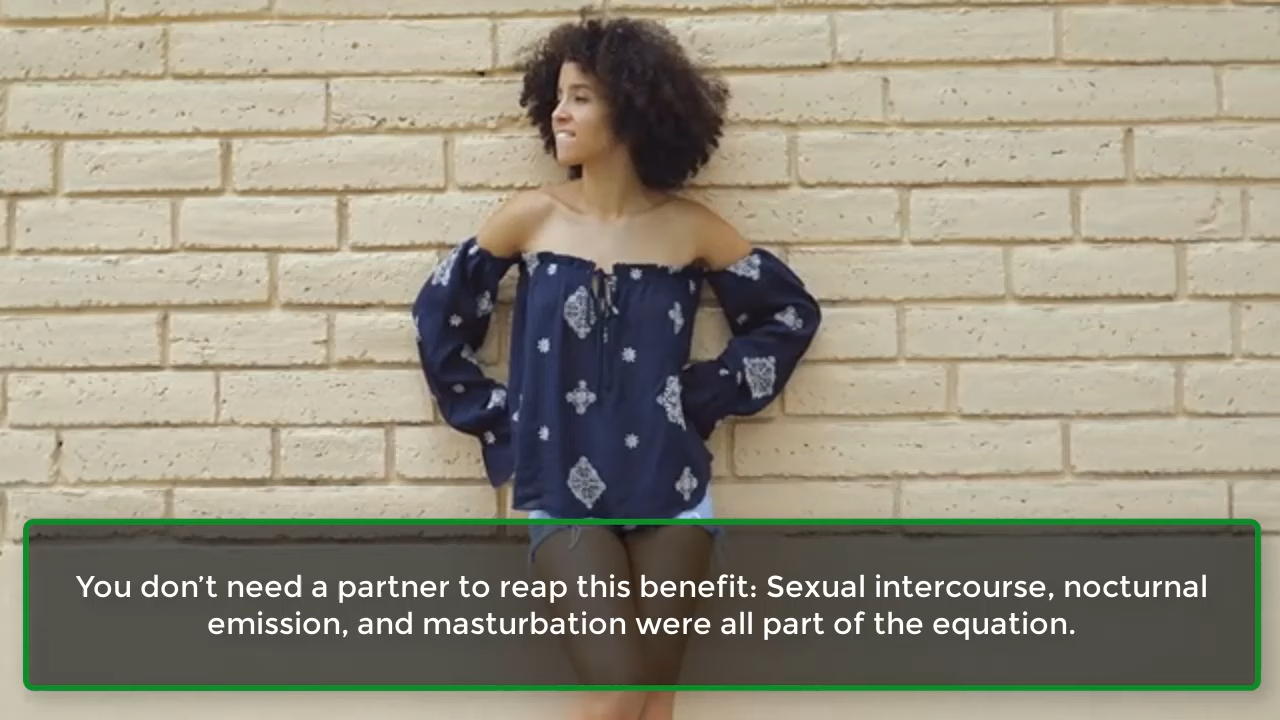 You don’t need a partner to reap this benefit: Sexual intercourse, nocturnal
emission, and masturbation were all part of the equation.